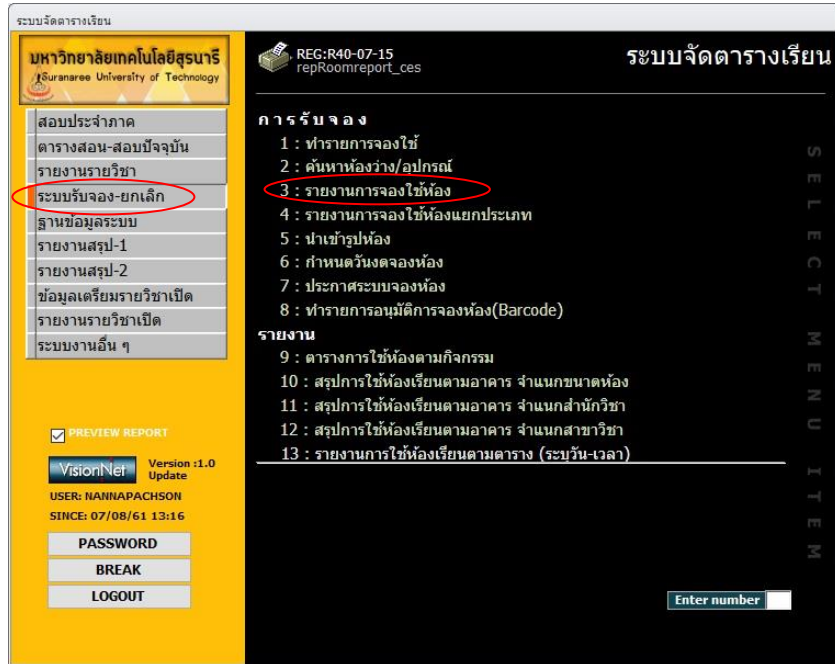 ระบบจัดตารางเรียน
มหาวิทยาลัยเทคโนโลยีสุรนารี
Suranaree University of Technology
REG:R40-07-15
repRoomreport_ces
ระบบจัดตารางเรียน
สอบประจำภาค
ตารางสอน-สอบปัจจุบัน
รายงานรายวิชา
ระบบรับจอง-ยกเลิก
ฐานข้อมูลระบบ
รายงานสรุป-1
รายงานสรุป-2
ข้อมูลเตรียมรายวิชาเปิด
รายงานรายวิชาเปิด
ระบบงานอื่น ๆ
PREVIEW REPORT
VisionNet
Version :1.0
Update
USER: NANNAPACHSON
SINCE: 07/08/61 13:16
PASSWORD
BREAK
LOGOUT
การรับจอง
1 : ทำรายการจองใช้
2 : ค้นหาห้องว่าง/อุปกรณ์
3 : รายงานการจองใช้ห้อง
4 : รายงานการจองใช้ห้องแยกประเภท
5 : นำเข้ารูปห้อง
6 : กำหนดวันงดจองห้อง
7 : ประกาศระบบจองห้อง
8 : ทำรายการอนุมัติการจองห้อง(Barcode)
รายงาน
9 : ตารางการใช้ห้องตามกิจกรรม
10 : สรุปการใช้ห้องเรียนตามอาคาร จำแนกขนาดห้อง
11 : สรุปการใช้ห้องเรียนตามอาคาร จำแนกสำนักวิชา
12 : สรุปการใช้ห้องเรียนตามอาคาร จำแนกสาขาวิชา
13 : รายงานการใช้ห้องเรียนตามตาราง (ระบุวัน-เวลา)
SELLECT MENU ITEM
Enter number